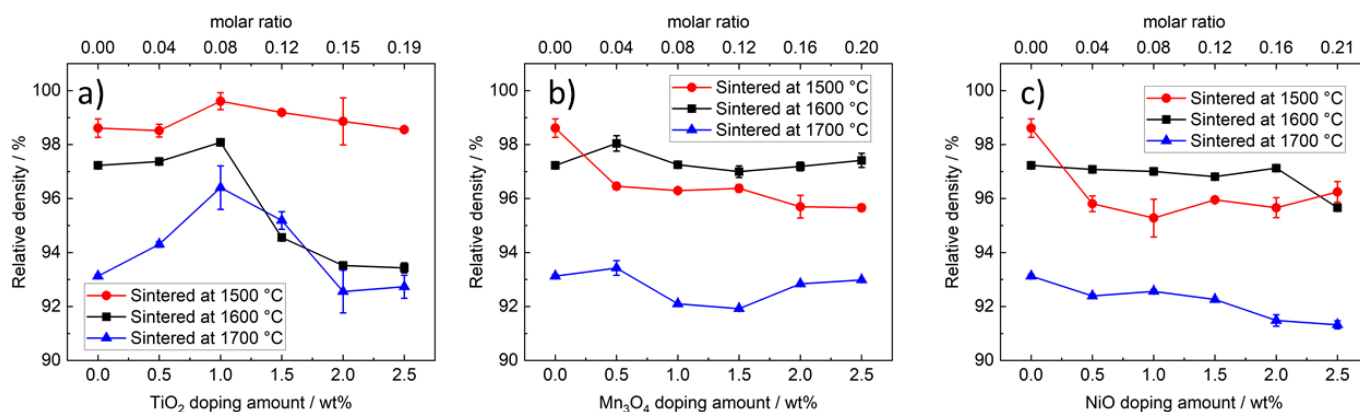 molar ratio
0.00 0.04 0.08 0.12 0.15 0.19
a)
100
98
96
94
92
90
Relative density / %
Sintered at 1500 °C
Sintered at 1600 °C
Sintered at 1700 °C
0.0 0.5 1.0 1.5 2.0 2.5
TiO₂ doping amount / wt%
molar ratio
0.00 0.04 0.08 0.12 0.16 0.20
b)
100
98
96
94
92
90
Relative density / %
Sintered at 1500 °C
Sintered at 1600 °C
Sintered at 1700 °C
0.0 0.5 1.0 1.5 2.0 2.5
Mn₃O₄ doping amount / wt%
molar ratio
0.00 0.04 0.08 0.12 0.16 0.21
c)
100
98
96
94
92
90
Relative density / %
Sintered at 1500 °C
Sintered at 1600 °C
Sintered at 1700 °C
0.0 0.5 1.0 1.5 2.0 2.5
NiO doping amount / wt%